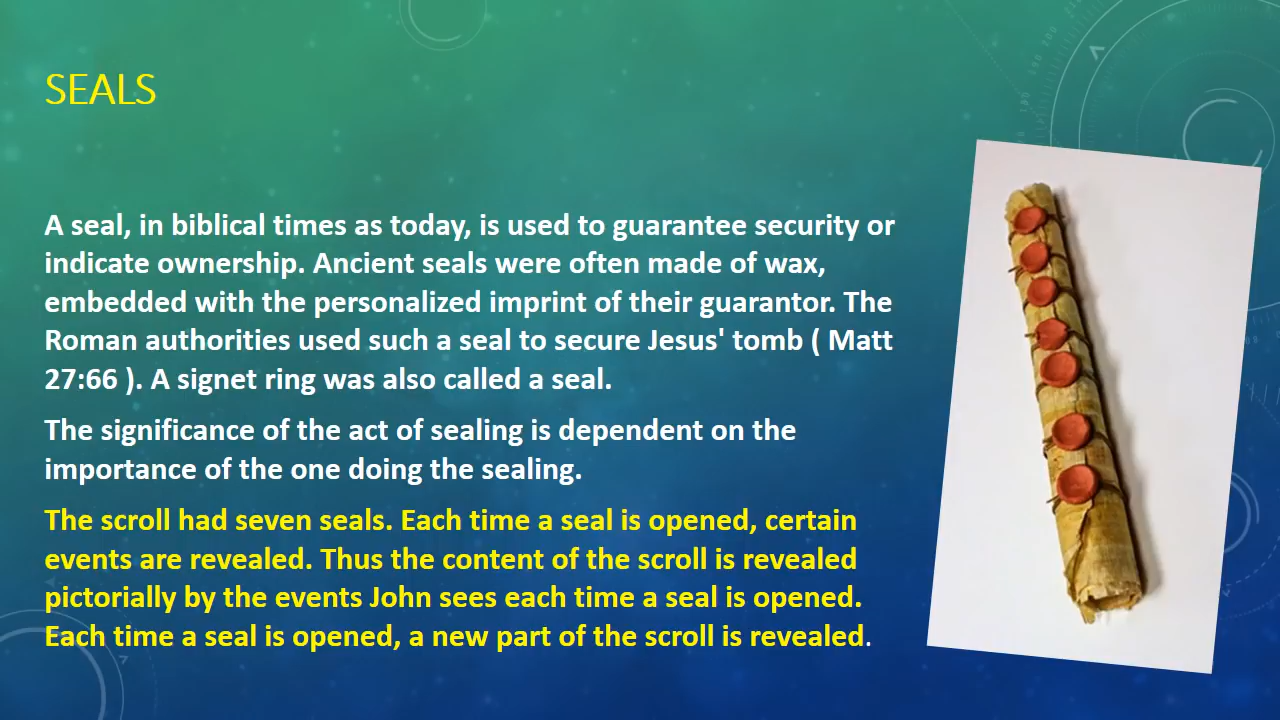 SEALS
A seal, in biblical times as today, is used to guarantee security or
indicate ownership. Ancient seals were often made of wax,
embedded with the personalized imprint of their guarantor. The
Roman authorities used such a seal to secure Jesus' tomb ( Matt
27:66 ). A signet ring was also called a seal.
The significance of the act of sealing is dependent on the
importance of the one doing the sealing.
The scroll had seven seals. Each time a seal is opened, certain
events are revealed. Thus the content of the scroll is revealed
pictorially by the events John sees each time a seal is opened.
Each time a seal is opened, a new part of the scroll is revealed.